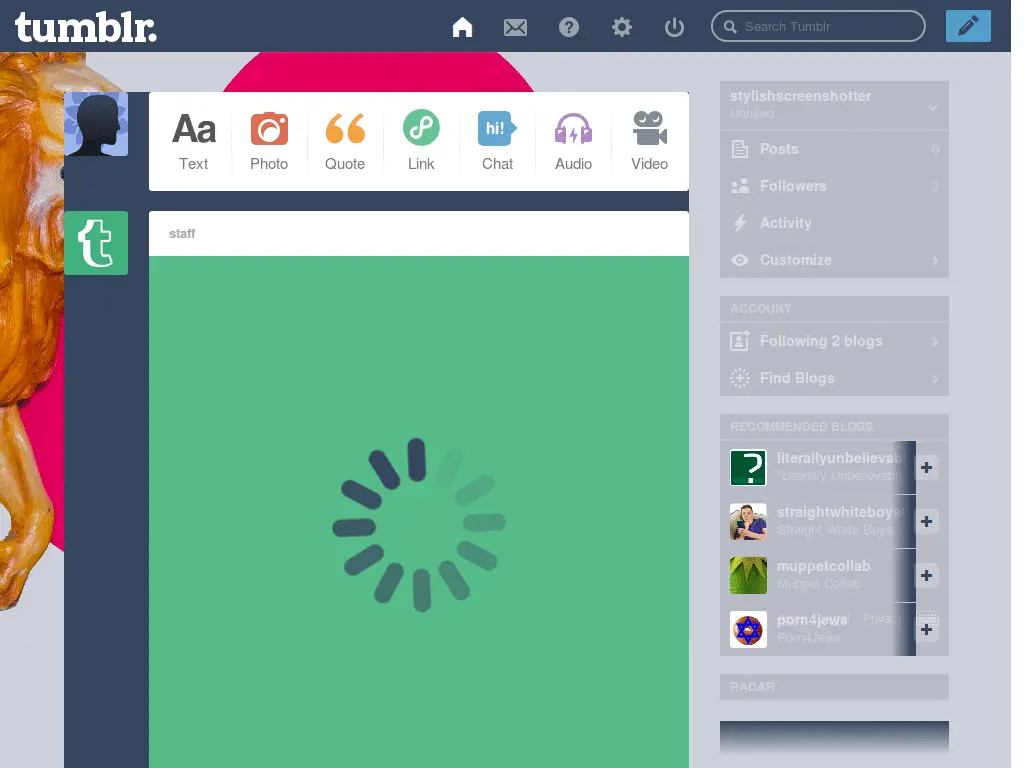 tumblr.
Search Tumblr
Aa
hi!
Text
Photo
Quote
Link
Chat
Audio
Video
staff
stylishscreenshotter
Untitled
Posts 0
Followers 3
Activity
Customize
ACCOUNT
Following 2 blogs
Find Blogs
RECOMMENDED BLOGS
literallyunbelievab
"Literally Unbelievabl
straightwhiteboyst
Straight White Boys
muppetcollab
Muppet Collab
porn4jews
Privacy
Porn4Jews
RADAR